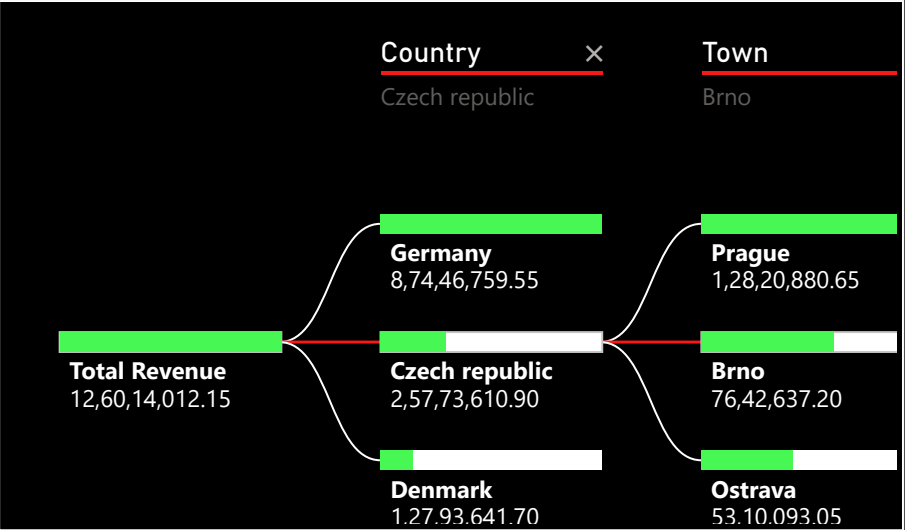 Country ×
Town
Czech republic
Brno
Germany
8,74,46,759.55
Prague
1,28,20,880.65
Total Revenue
12,60,14,012.15
Czech republic
2,57,73,610.90
Brno
76,42,637.20
Denmark
1,27,93,641.70
Ostrava
53,10,093.05